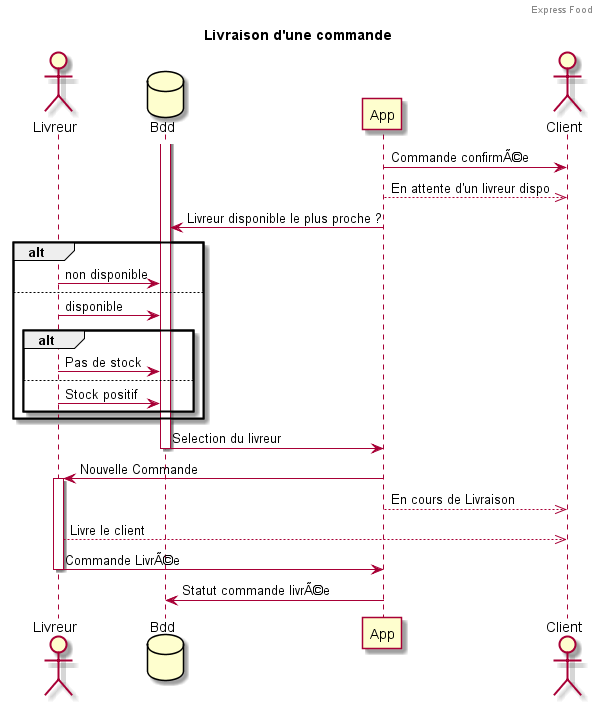 Express Food
Livraison d'une commande
Livreur
Bdd
App
Client
Commande confirmÃ©e
En attente d'un livreur dispo
Livreur disponible le plus proche ?
alt
non disponible
disponible
alt
Pas de stock
Stock positif
Selection du livreur
Nouvelle Commande
En cours de Livraison
Livre le client
Commande LivrÃ©e
Statut commande livrÃ©e
Livreur
Bdd
App
Client